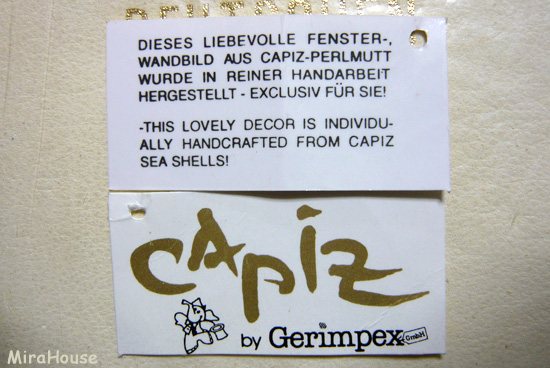 DIESES LIEBEVOLLE FENSTER-,
WANDBILD AUS CAPIZ-PERLMUTT
WURDE IN REINER HANDARBEIT
HERGESTELLT - EXCLUSIV FÜR SIE!
-THIS LOVELY DECOR IS INDIVIDU-
ALLY HANDCRAFTED FROM CAPIZ
SEA SHELLS!
CAPIZ
by Gerimpex GmbH
MiraHouse